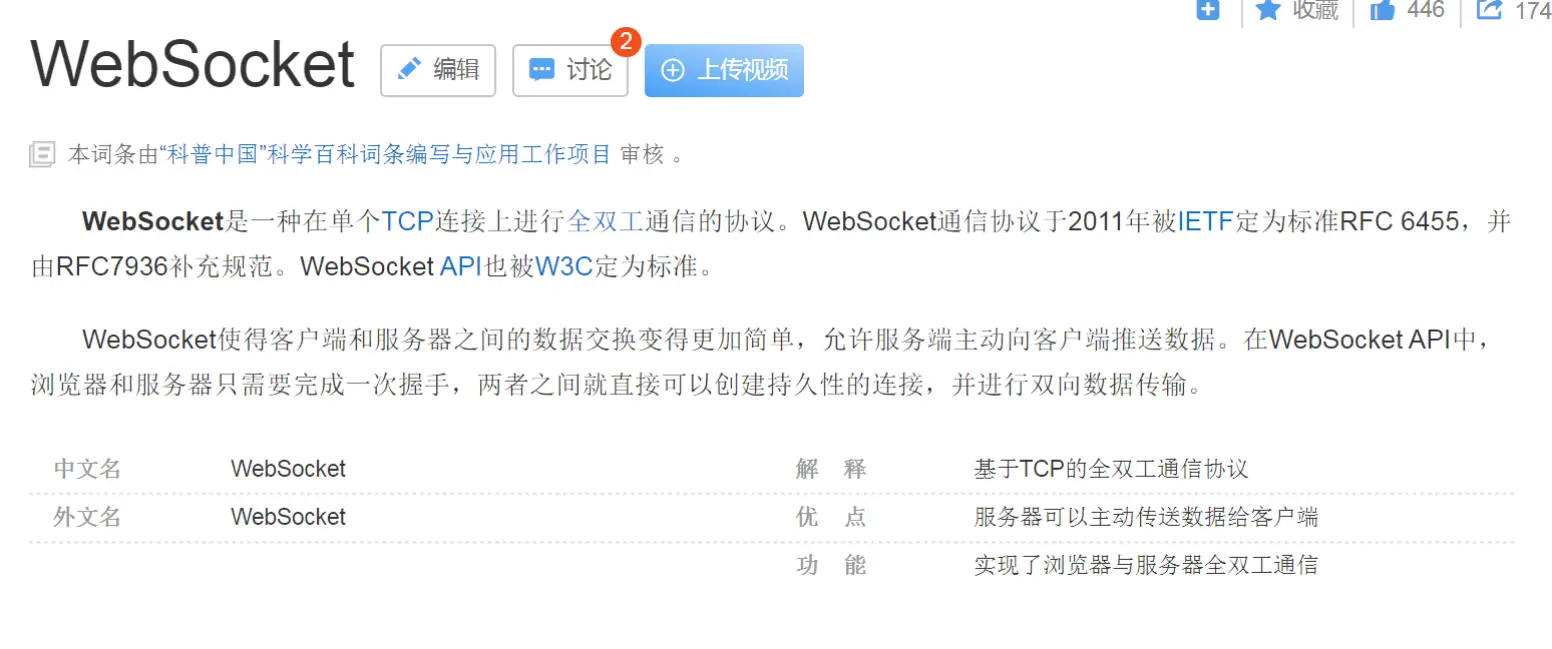 收藏 446 174
WebSocket 编辑 讨论 2 上传视频
本词条由“科普中国”科学百科词条编写与应用工作项目 审核 。
WebSocket是一种在单个TCP连接上进行全双工通信的协议。WebSocket通信协议于2011年被IETF定为标准RFC 6455，并
由RFC7936补充规范。WebSocket API也被W3C定为标准。
WebSocket使得客户端和服务器之间的数据交换变得更加简单，允许服务端主动向客户端推送数据。在WebSocket API中，
浏览器和服务器只需要完成一次握手，两者之间就直接可以创建持久性的连接，并进行双向数据传输。
中文名 WebSocket 解 释 基于TCP的全双工通信协议
外文名 WebSocket 优 点 服务器可以主动传送数据给客户端
功 能 实现了浏览器与服务器全双工通信